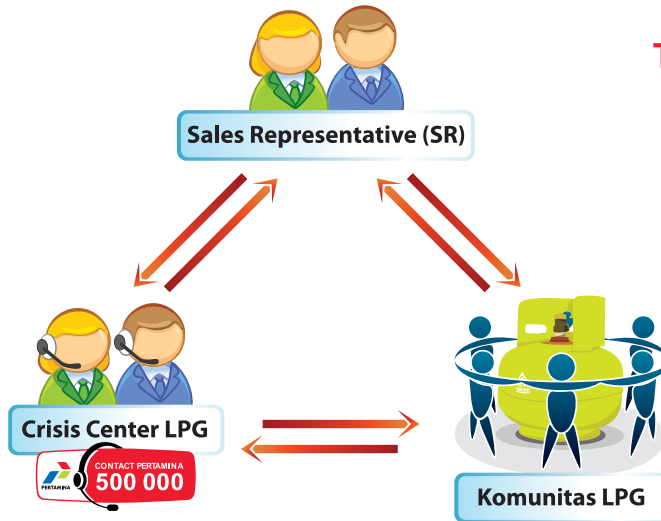 T
Sales Representative (SR)
Crisis Center LPG
PERTAMINA
CONTACT PERTAMINA
500 000
Komunitas LPG